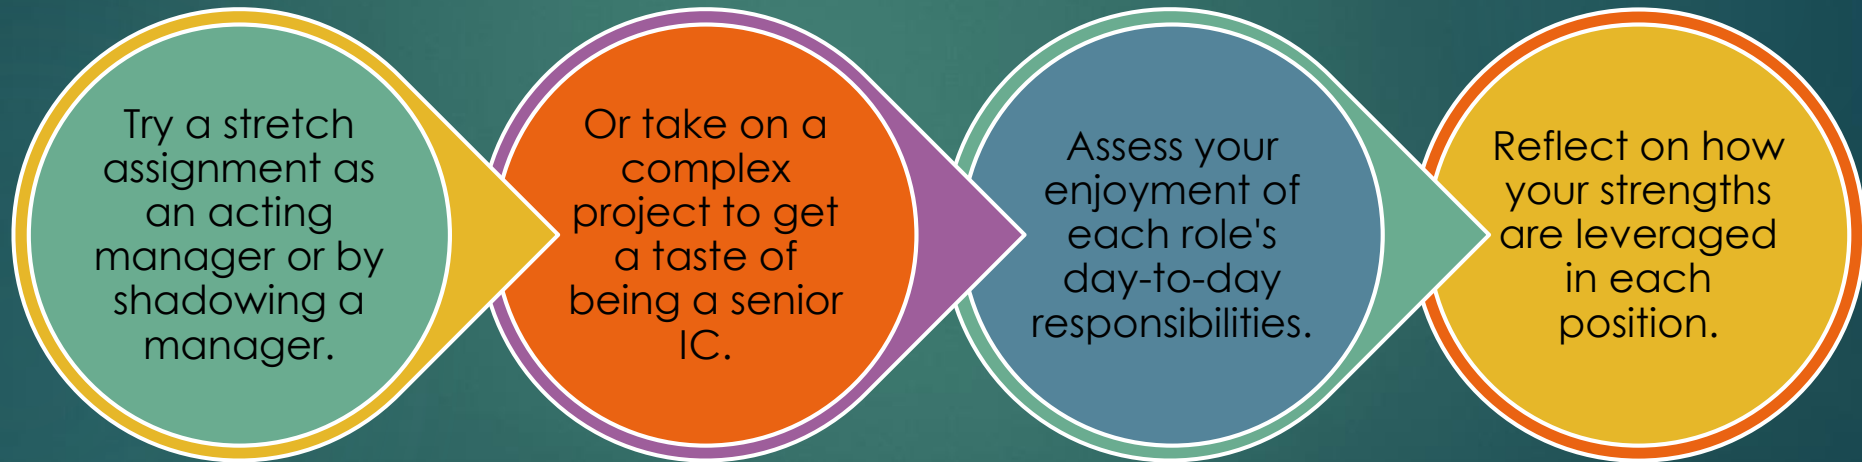 Try a stretch
assignment as
an acting
manager or by
shadowing a
manager.
Or take on a
complex
project to get
a taste of
being a senior
IC.
Assess your
enjoyment of
each role's
day-to-day
responsibilities.
Reflect on how
your strengths
are leveraged
in each
position.